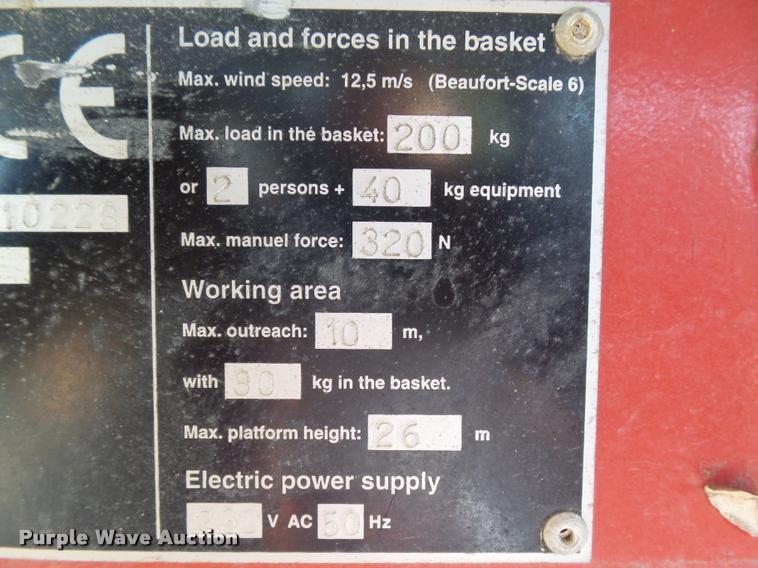 CE
10228
Load and forces in the basket
Max. wind speed: 12,5 m/s (Beaufort-Scale 6)
Max. load in the basket: 200 kg
or 2 persons + 40 kg equipment
Max. manuel force: 320 N
Working area
Max. outreach: 10 m,
with 80 kg in the basket.
Max. platform height: 26 m
Electric power supply
V AC 50 Hz
Purple Wave Auction